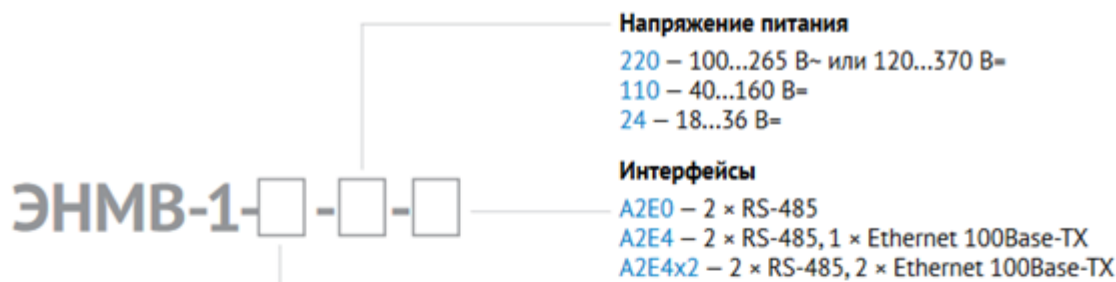 Напряжение питания
220 – 100...265 В~ или 120...370 В=
110 – 40...160 В=
24 – 18...36 В=
Интерфейсы
ЭНМВ-1-□-□-□
A2E0 – 2 × RS-485
A2E4 – 2 × RS-485, 1 × Ethernet 100Base-TX
A2E4x2 – 2 × RS-485, 2 × Ethernet 100Base-TX